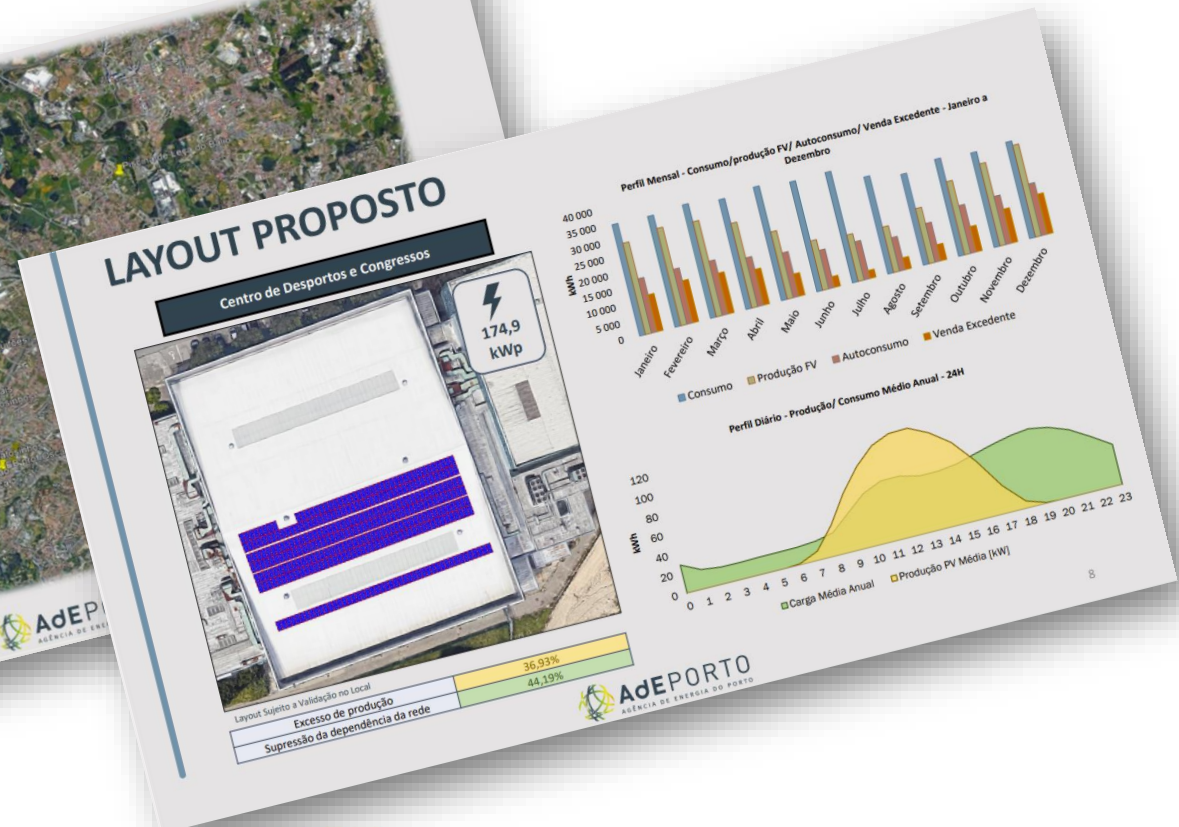 LAYOUT PROPOSTO
Centro de Desportos e Congressos
174,9
kWp
Layout Sujeito a Validação no Local
Excesso de produção 36,93%
Supressão da dependência da rede 44,19%
Perfil Mensal - Consumo/produção FV/ Autoconsumo/ Venda Excedente - Janeiro a
Dezembro
kWh
40 000
35 000
30 000
25 000
20 000
15 000
10 000
5 000
0
Janeiro
Fevereiro
Março
Abril
Maio
Junho
Julho
Agosto
Setembro
Outubro
Novembro
Dezembro
Consumo Produção FV Autoconsumo Venda Excedente
Perfil Diário - Produção/ Consumo Médio Anual - 24H
kWh
120
100
80
60
40
20
0
0 1 2 3 4 5 6 7 8 9 10 11 12 13 14 15 16 17 18 19 20 21 22 23
Carga Média Anual Produção PV Média [kW]
8
AdEPORTO
AGÊNCIA DE ENERGIA DO PORTO
AdEP
AGÊNCIA DE ENE